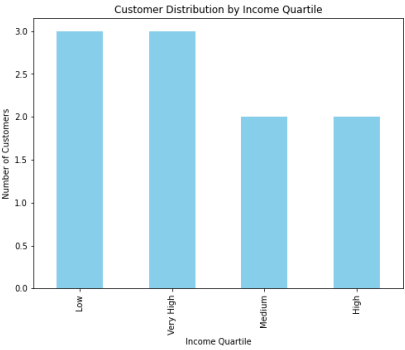 Customer Distribution by Income Quartile
Number of Customers
3.0
2.5
2.0
1.5
1.0
0.5
0.0
Low
Very High
Medium
High
Income Quartile